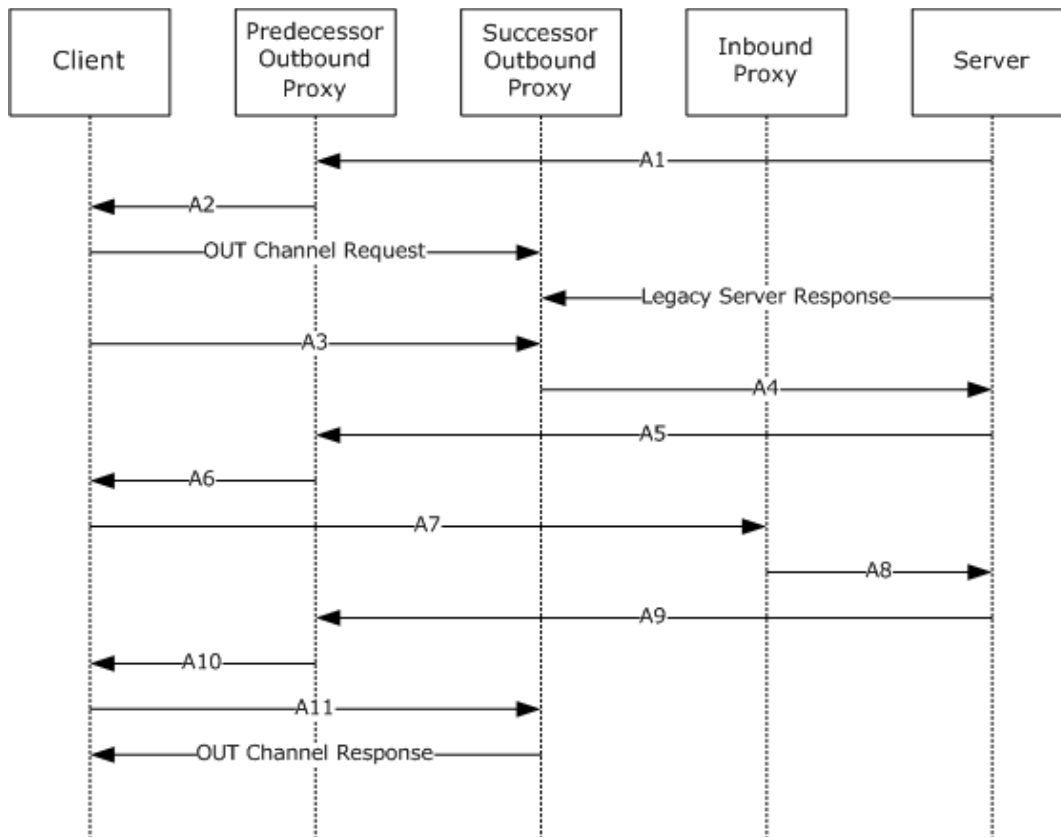 Client
Predecessor
Outbound
Proxy
Successor
Outbound
Proxy
Inbound
Proxy
Server
A1
A2
OUT Channel Request
Legacy Server Response
A3
A4
A5
A6
A7
A8
A9
A10
A11
OUT Channel Response